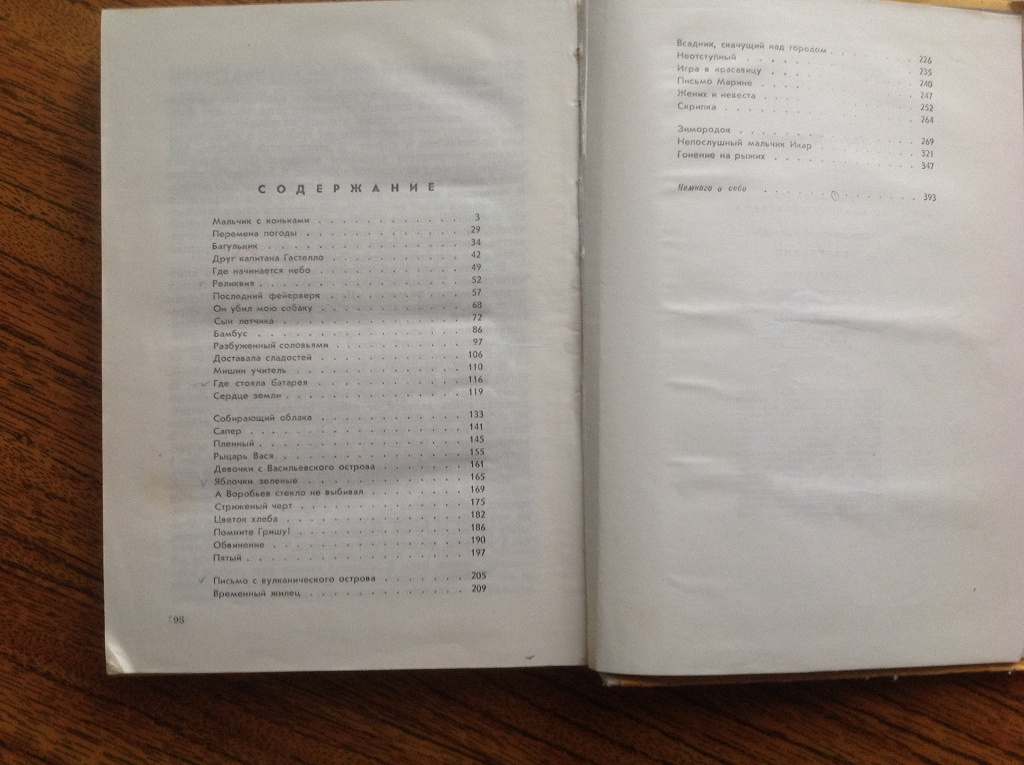 СОДЕРЖАНИЕ
Мальчик с коньками . . . . . . . . . . . 3
Перемена погоды . . . . . . . . . . . 29
Багульник . . . . . . . . . . . 34
Друг капитана Гастелло . . . . . . . . . . . 42
Где начинается небо . . . . . . . . . . . 49
Реликвия . . . . . . . . . . . 52
Последний фейерверк . . . . . . . . . . . 57
Он убил мою собаку . . . . . . . . . . . 68
Сын летчика . . . . . . . . . . . 72
Бамбус . . . . . . . . . . . 86
Разбуженный соловьями . . . . . . . . . . . 97
Доставала сладостей . . . . . . . . . . . 106
Мишин учитель . . . . . . . . . . . 110
Где стояла батарея . . . . . . . . . . . 116
Сердце земли . . . . . . . . . . . 119
Собирающий облака . . . . . . . . . . . 133
Сапер . . . . . . . . . . . 141
Пленный . . . . . . . . . . . 145
Рыцарь Вася . . . . . . . . . . . 155
Девочки с Васильевского острова . . . . . . . . 161
Яблочки зеленые . . . . . . . . . . . 165
А Воробьев стекло не выбивал . . . . . . . . 169
Стриженый черт . . . . . . . . . . . 175
Цветок хлеба . . . . . . . . . . . 182
Помните Гришу! . . . . . . . . . . . 186
Обвинение . . . . . . . . . . . 190
Пятый . . . . . . . . . . . 197
Письмо с вулканического острова . . . . . . . 205
Временный жилец . . . . . . . . . . . 209
98
Всадник, скачущий над городом . . . . 226
Неотступный . . . . 235
Игра в красавицу . . . . 240
Письмо Марине . . . . 247
Жених и невеста . . . . 252
Скрипка . . . . 264
Зимородок . . . . . . . 269
Непослушный мальчик Икар 321
Гонение на рыжих . . . . 347
Немного о себе . . . . . . . . . . . 393